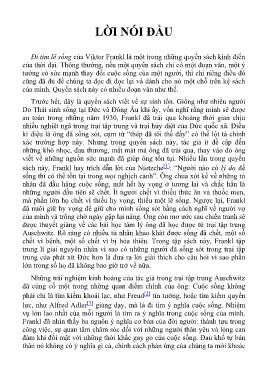 LỜI NÓI ĐẦU
Đi tìm lẽ sống của Viktor Frankl là một trong những quyển sách kinh điển
của thời đại. Thông thường, nếu một quyển sách chỉ có một đoạn văn, một ý
tưởng có sức mạnh thay đổi cuộc sống của một người, thì chỉ riêng điều đó
cũng đã đủ để chúng ta đọc đi đọc lại và dành cho nó một chỗ trên kệ sách
của mình. Quyển sách này có nhiều đoạn văn như thế.
Trước hết, đây là quyển sách viết về sự sinh tồn. Giống như nhiều người
Do Thái sinh sống tại Đức và Đông Âu khi ấy, vốn nghĩ rằng mình sẽ được
an toàn trong những năm 1930, Frankl đã trải qua khoảng thời gian chịu
nhiều nghiệt ngã trong trại tập trung và trại hủy diệt của Đức quốc xã. Điều
kì diệu là ông đã sống sót, cụm từ "thép đã tôi thế đấy" có thể lột tả chính
xác trường hợp này. Nhưng trong quyển sách này, tác giả ít đề cập đến
những khó nhọc, đau thương, mất mát mà ông đã trải qua, thay vào đó ông
viết về những nguồn sức mạnh đã giúp ông tồn tại. Nhiều lần trong quyển
sách này, Frankl hay trích dẫn lời của Nietzsche[1]: "Người nào có lý do để
sống thì có thể tồn tại trong mọi nghịch cảnh". Ông chua xót kể về những tù
nhân đã đầu hàng cuộc sống, mất hết hy vọng ở tương lai và chắc hẳn là
những người đầu tiên sẽ chết. Ít người chết vì thiếu thức ăn và thuốc men,
mà phần lớn họ chết vì thiếu hy vọng, thiếu một lẽ sống. Ngược lại, Frankl
đã nuôi giữ hy vọng để giữ cho mình sống sót bằng cách nghĩ về người vợ
của mình và trông chờ ngày gặp lại nàng. Ông còn mơ ước sau chiến tranh sẽ
được thuyết giảng về các bài học tâm lý ông đã học được từ trại tập trung
Auschwitz. Rõ ràng có nhiều tù nhân khao khát được sống đã chết, một số
chết vì bệnh, một số chết vì bị hỏa thiêu. Trong tập sách này, Frankl tập
trung lí giải nguyên nhân vì sao có những người đã sống sót trong trại tập
trung của phát xít Đức hơn là đưa ra lời giải thích cho câu hỏi vì sao phần
lớn trong số họ đã không bao giờ trở về nữa.
Những trải nghiệm kinh hoàng của tác giả trong trại tập trung Auschwitz
đã củng cố một trong những quan điểm chính của ông: Cuộc sống không
phải chỉ là tìm kiếm khoái lạc, như Freud[2] tin tưởng, hoặc tìm kiếm quyền
lực, như Alfred Adler[3] giảng dạy, mà là đi tìm ý nghĩa cuộc sống. Nhiệm
vụ lớn lao nhất của mỗi người là tìm ra ý nghĩa trong cuộc sống của mình.
Frankl đã nhìn thấy ba nguồn ý nghĩa cơ bản của đời người: thành tựu trong
công việc, sự quan tâm chăm sóc đối với những người thân yêu và lòng can
đảm khi đối mặt với những thời khắc gay go của cuộc sống. Đau khổ tự bản
thân nó không có ý nghĩa gì cả, chính cách phản ứng của chúng ta mới khoác